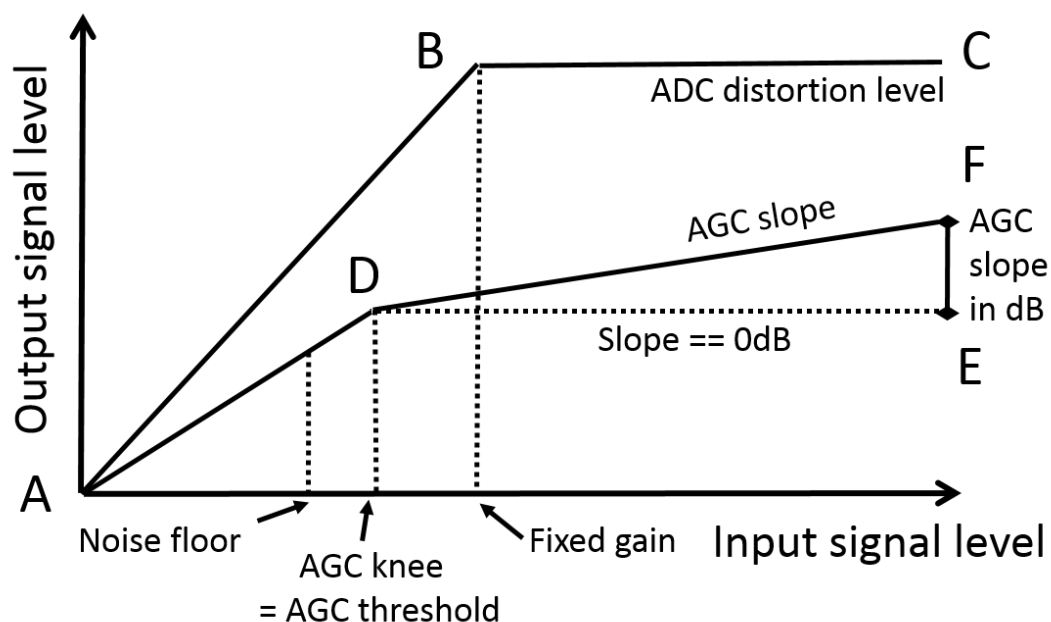 B
C
ADC distortion level
F
AGC slope
AGC
slope
in dB
D
Slope == 0dB
E
Output signal level
A
Noise floor
Fixed gain
Input signal level
AGC knee
= AGC threshold